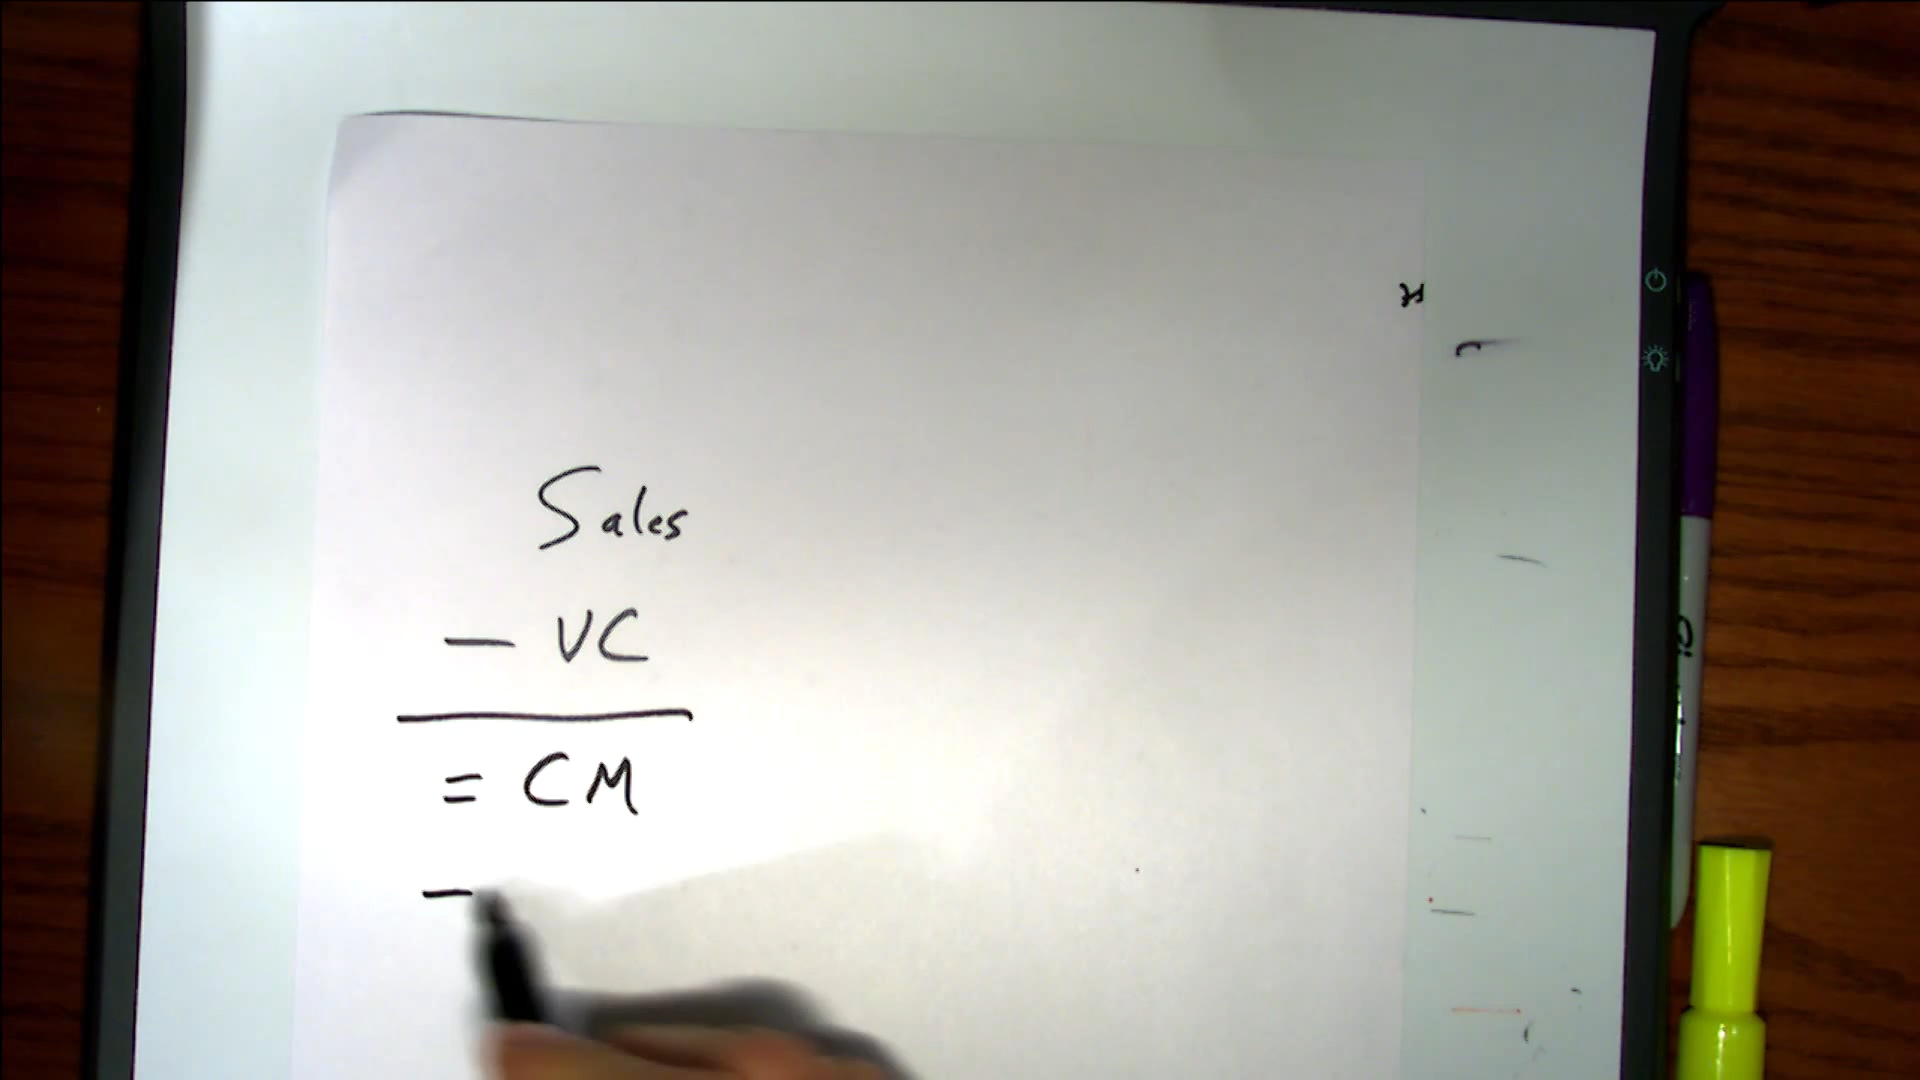 Sales
— VC
= CM
—